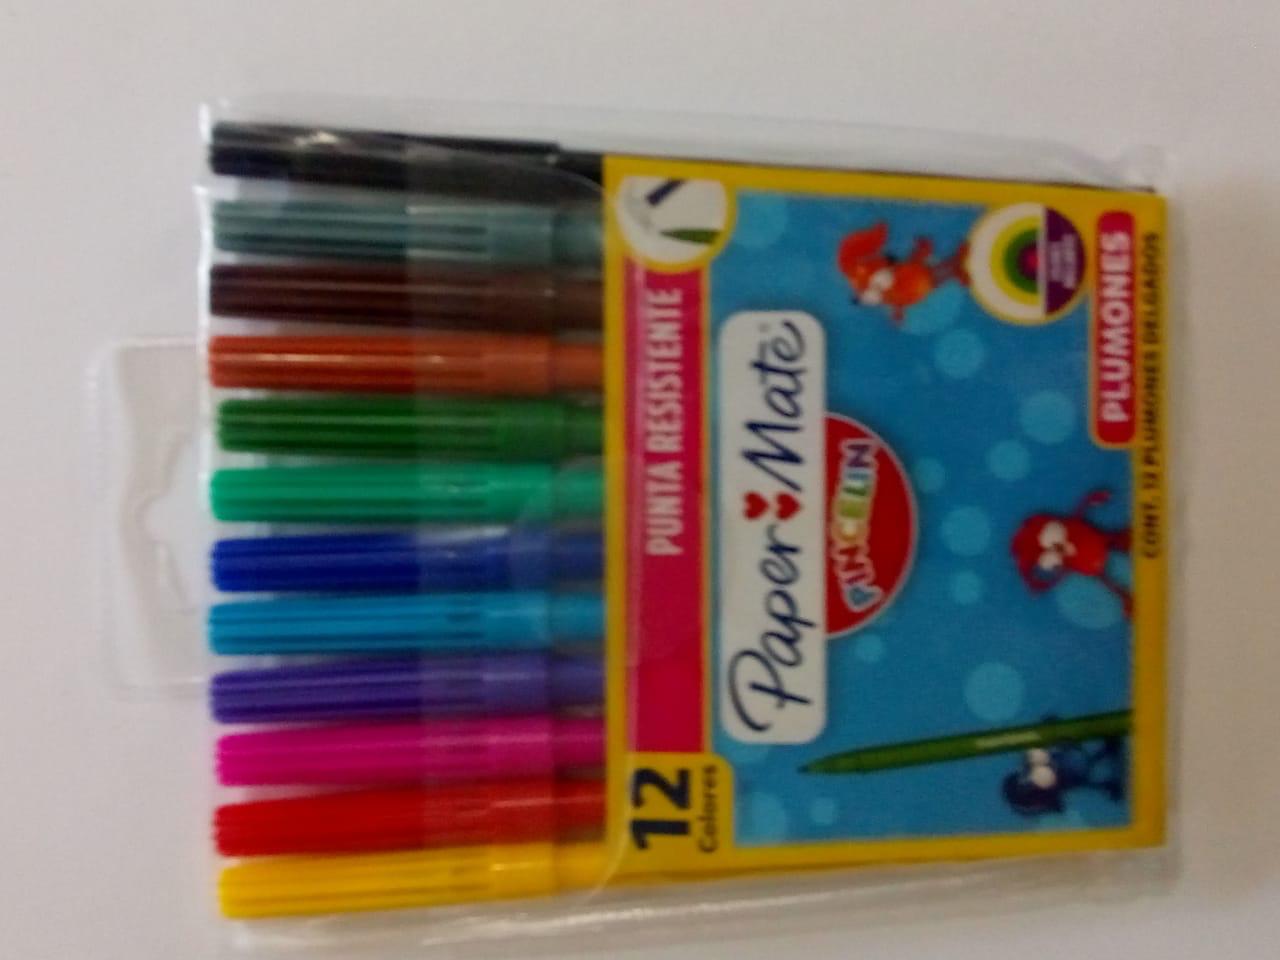 12
Colores
PUNTA RESISTENTE
Paper Mate
PINCELIN
PLUMONES
CONT. 12 PLUMONES DELGADOS